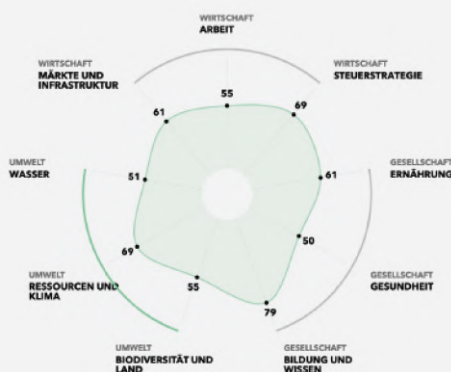 WIRTSCHAFT
ARBEIT
WIRTSCHAFT
MÄRKTE UND
INFRASTRUKTUR
WIRTSCHAFT
STEUERSTRATEGIE
55
61
69
UMWELT
WASSER
51
61
GESELLSCHAFT
ERNÄHRUNG
69
50
UMWELT
RESSOURCEN UND
KLIMA
55
79
GESELLSCHAFT
GESUNDHEIT
UMWELT
BIODIVERSITÄT UND
LAND
GESELLSCHAFT
BILDUNG UND
WISSEN